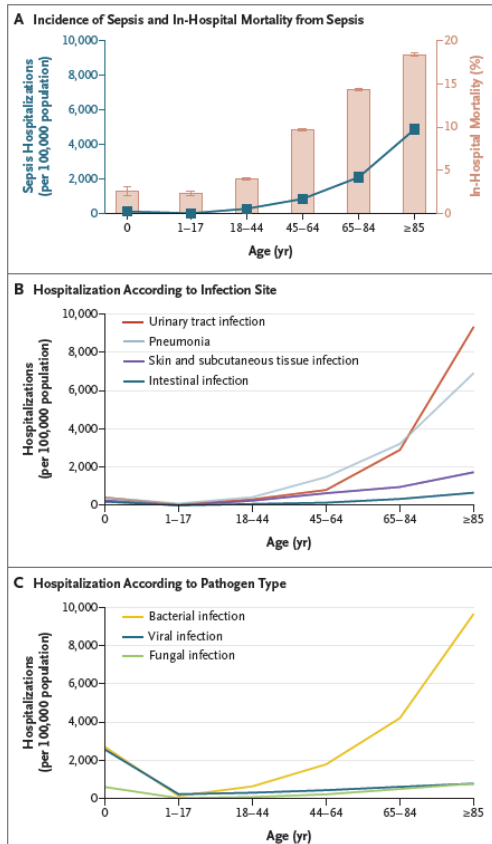 A Incidence of Sepsis and In-Hospital Mortality from Sepsis
Sepsis Hospitalizations
(per 100,000 population)
10,000
8,000
6,000
4,000
2,000
0
20
15
10
5
0
In-Hospital Mortality (%)
0 1–17 18–44 45–64 65–84 ≥85
Age (yr)
B Hospitalization According to Infection Site
Hospitalizations
(per 100,000 population)
10,000
8,000
6,000
4,000
2,000
0
Urinary tract infection
Pneumonia
Skin and subcutaneous tissue infection
Intestinal infection
0 1–17 18–44 45–64 65–84 ≥85
Age (yr)
C Hospitalization According to Pathogen Type
Hospitalizations
(per 100,000 population)
10,000
8,000
6,000
4,000
2,000
0
Bacterial infection
Viral infection
Fungal infection
0 1–17 18–44 44–64 65–84 ≥85
Age (yr)